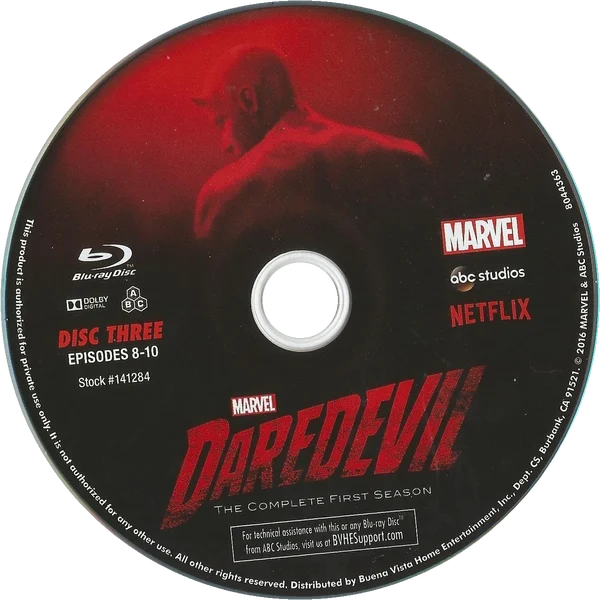 MARVEL
abc studios
NETFLIX
Blu-ray Disc™
DOLBY
DIGITAL
A
B C
DISC THREE
EPISODES 8-10
Stock #141284
MARVEL
DAREDEVIL
THE COMPLETE FIRST SEASON
For technical assistance with this or any Blu-ray Disc™
from ABC Studios, visit us at BVHESupport.com
This product is authorized for private use only. It is not authorized for any other use. All other rights reserved. Distributed by Buena Vista Home Entertainment, Inc., Dept. CS, Burbank, CA 91521. © 2016 MARVEL & ABC Studios 8044363